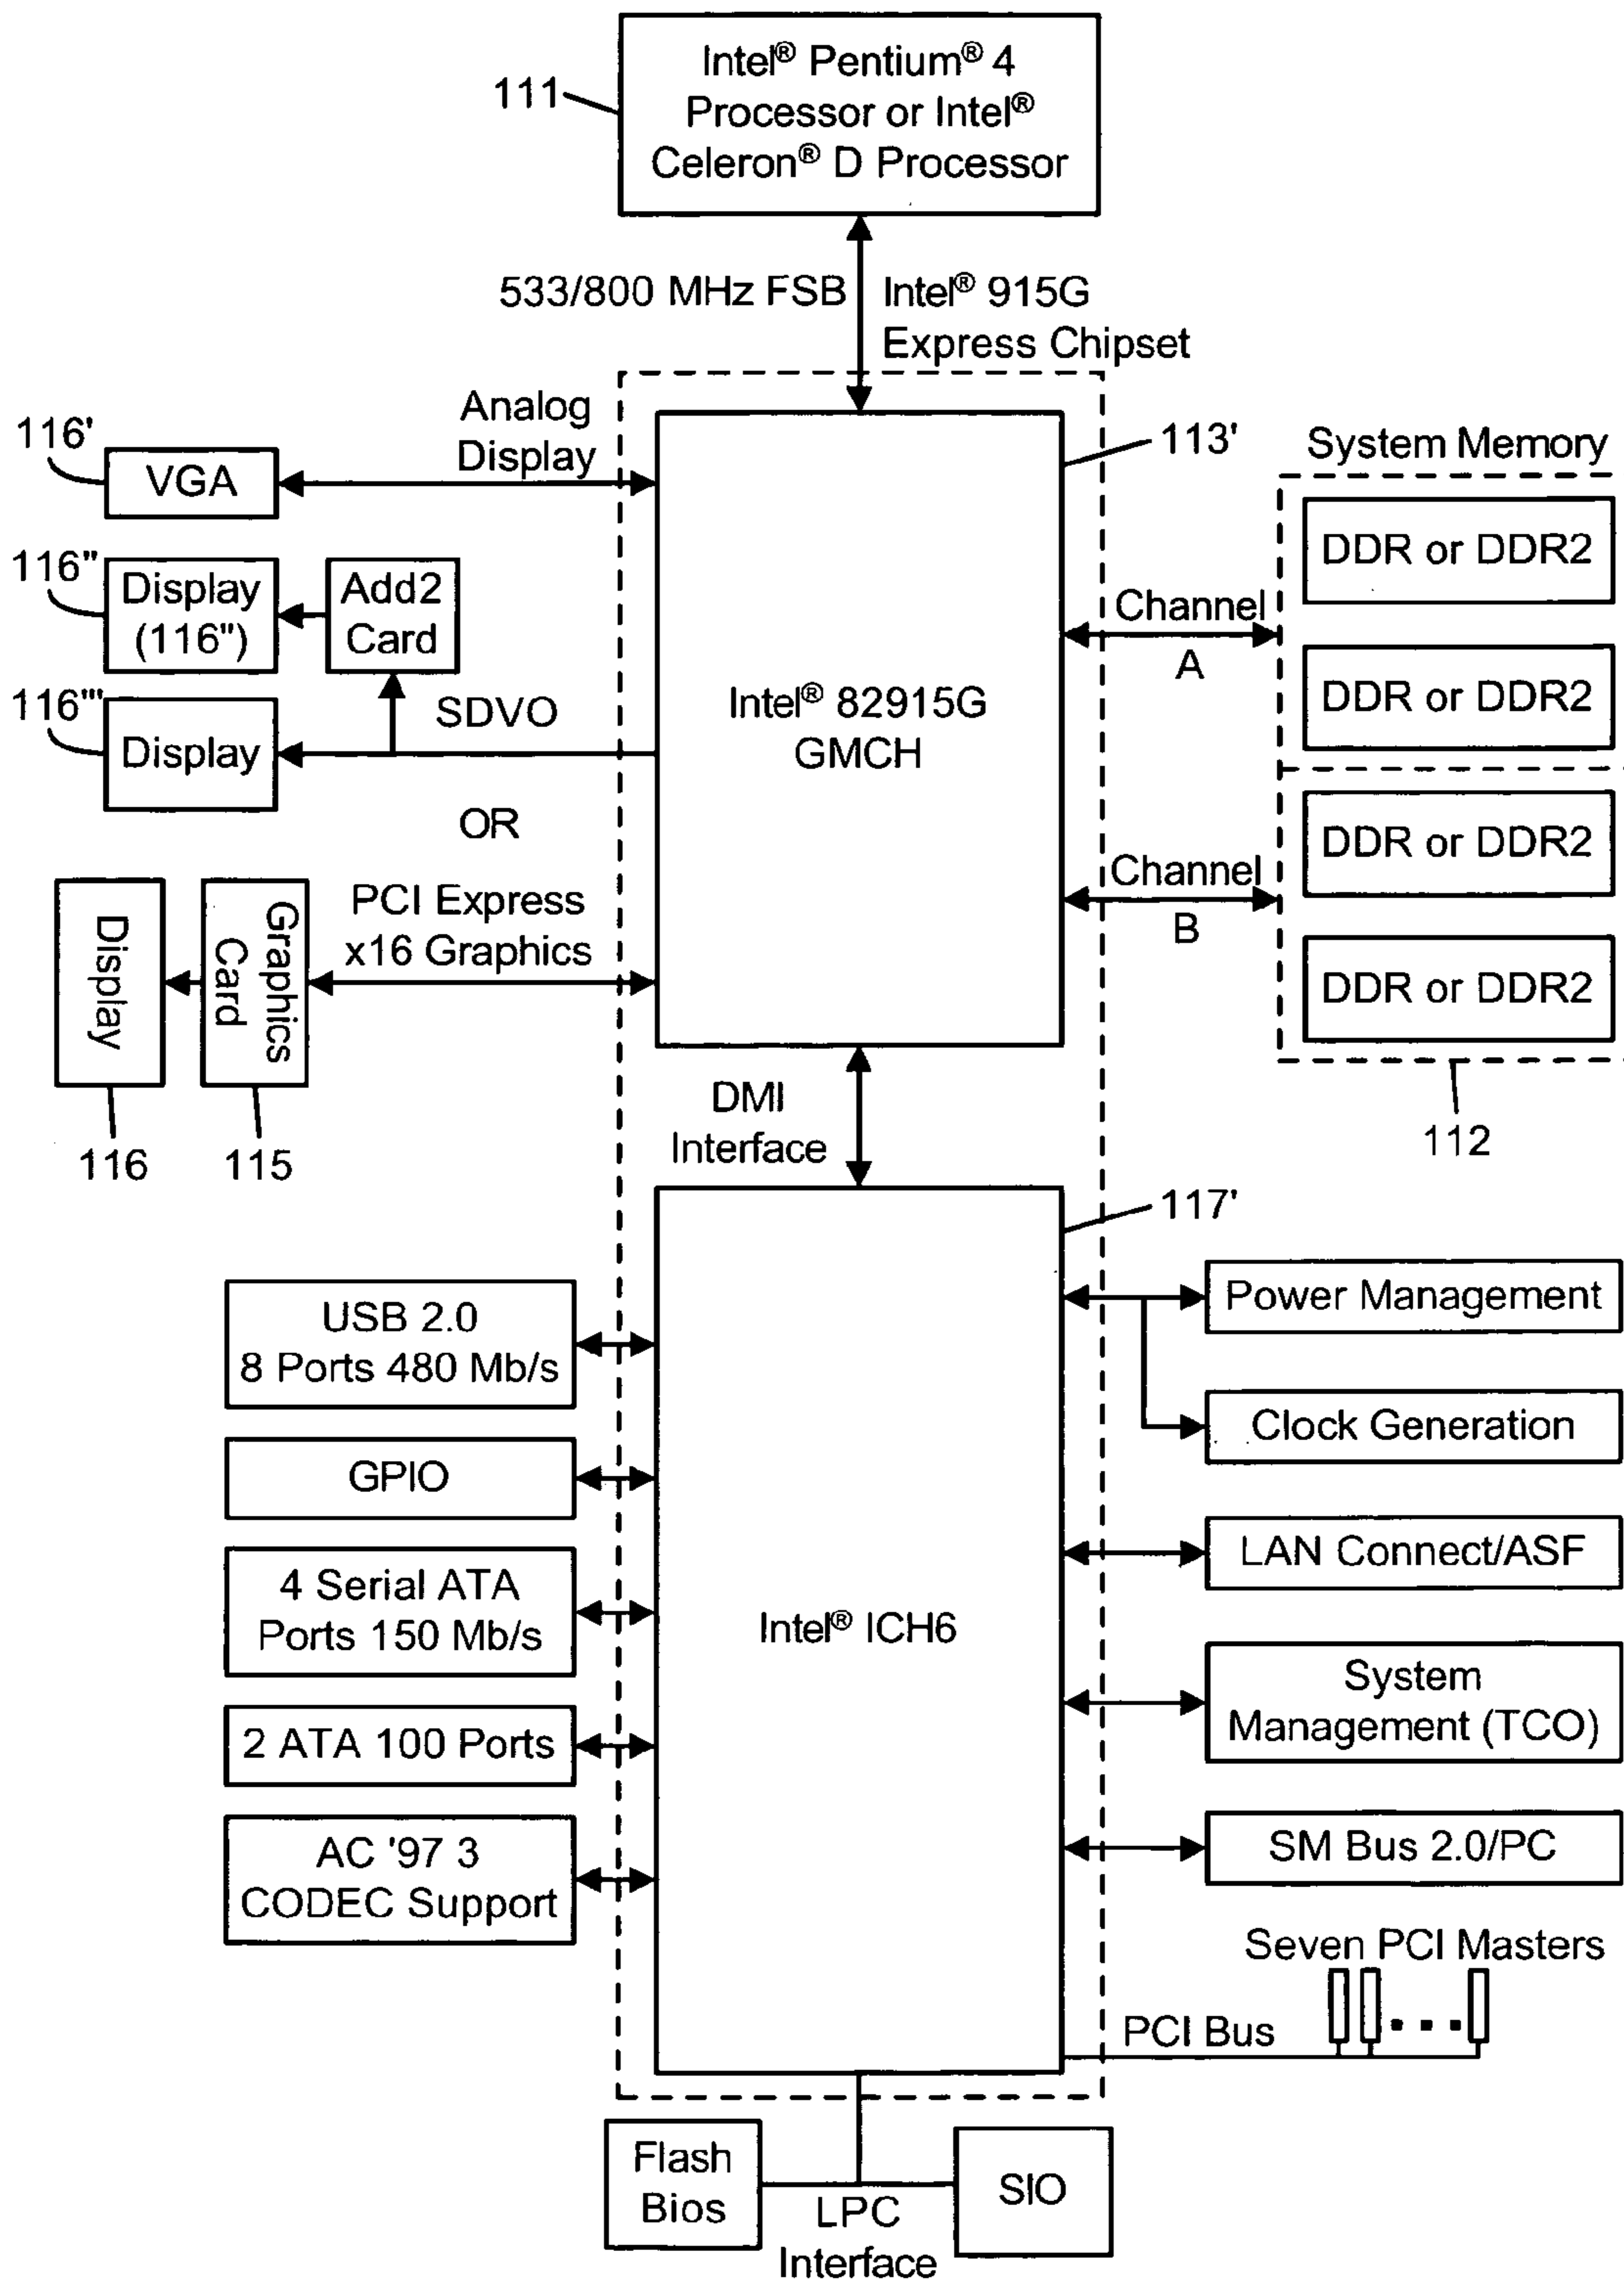 Intel® Pentium® 4
Processor or Intel®
Celeron® D Processor
111
533/800 MHz FSB
Intel® 915G
Express Chipset
Analog
Display
116'
VGA
113'
System Memory
DDR or DDR2
DDR or DDR2
DDR or DDR2
DDR or DDR2
112
116"
Display
(116")
Add2
Card
Channel
A
116'"
Display
SDVO
Intel® 82915G
GMCH
OR
Channel
B
PCI Express
x16 Graphics
Display
Graphics
Card
116
115
DMI
Interface
117'
USB 2.0
8 Ports 480 Mb/s
GPIO
4 Serial ATA
Ports 150 Mb/s
2 ATA 100 Ports
AC '97 3
CODEC Support
Intel® ICH6
Power Management
Clock Generation
LAN Connect/ASF
System
Management (TCO)
SM Bus 2.0/PC
Seven PCI Masters
PCI Bus
Flash
Bios
LPC
Interface
SIO